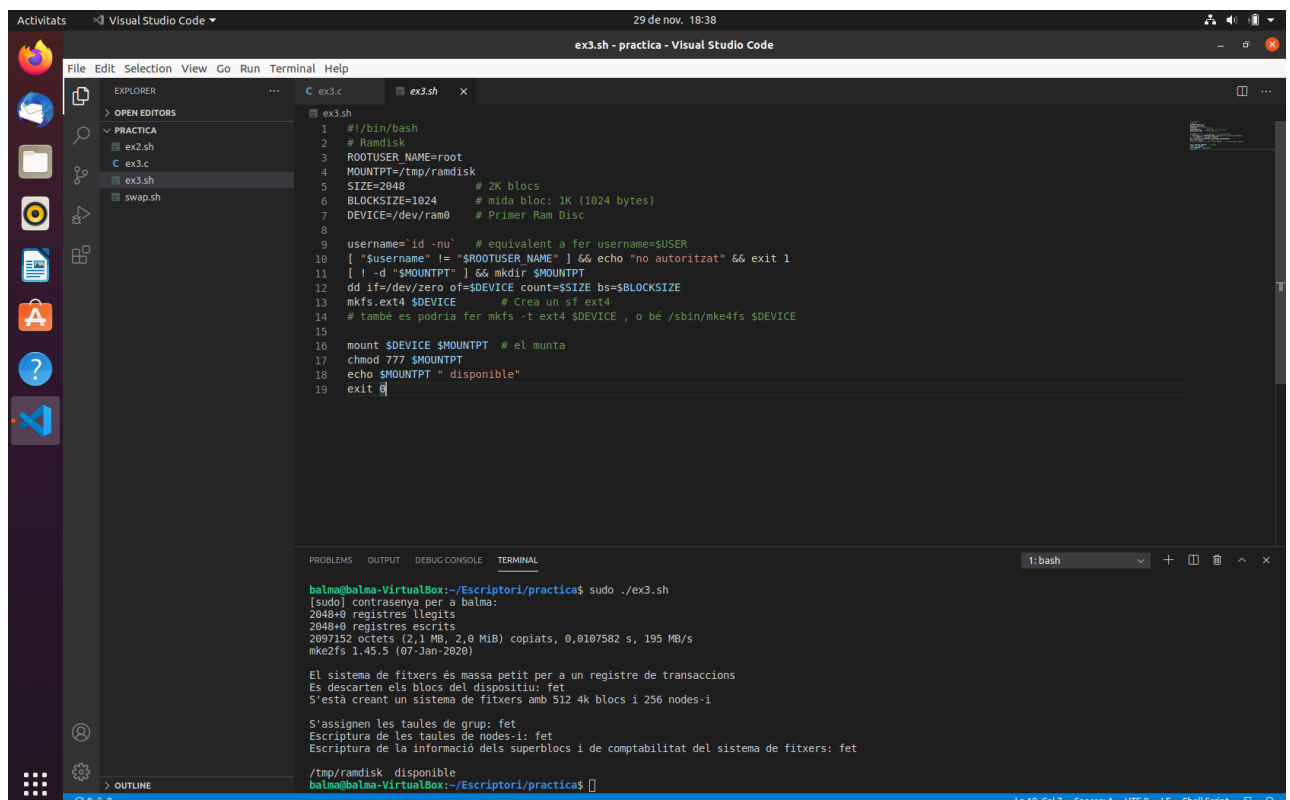 Activitats Visual Studio Code 29 de nov. 18:38
ex3.sh - practica - Visual Studio Code
File Edit Selection View Go Run Terminal Help
EXPLORER ···
> OPEN EDITORS
PRACTICA
ex2.sh
C ex3.c
ex3.sh
swap.sh
> OUTLINE
C ex3.c ex3.sh ×
ex3.sh
1 #!/bin/bash
2 # Ramdisk
3 ROOTUSER_NAME=root
4 MOUNTPT=/tmp/ramdisk
5 SIZE=2048 # 2K blocs
6 BLOCKSIZE=1024 # mida bloc: 1K (1024 bytes)
7 DEVICE=/dev/ram0 # Primer Ram Disc
8
9 username=`id -nu` # equivalent a fer username=$USER
10 [ "$username" != "$ROOTUSER_NAME" ] && echo "no autoritzat" && exit 1
11 [ ! -d "$MOUNTPT" ] && mkdir $MOUNTPT
12 dd if=/dev/zero of=$DEVICE count=$SIZE bs=$BLOCKSIZE
13 mkfs.ext4 $DEVICE # Crea un sf ext4
14 # també es podria fer mkfs -t ext4 $DEVICE , o bé /sbin/mke4fs $DEVICE
15
16 mount $DEVICE $MOUNTPT # el munta
17 chmod 777 $MOUNTPT
18 echo $MOUNTPT " disponible"
19 exit 0
PROBLEMS OUTPUT DEBUG CONSOLE TERMINAL 1: bash
balma@balma-VirtualBox:~/Escriptori/practica$ sudo ./ex3.sh
[sudo] contrasenya per a balma:
2048+0 registres llegits
2048+0 registres escrits
2097152 octets (2,1 MB, 2,0 MiB) copiats, 0,0107582 s, 195 MB/s
mke2fs 1.45.5 (07-Jan-2020)
El sistema de fitxers és massa petit per a un registre de transaccions
Es descarten els blocs del dispositiu: fet
S'està creant un sistema de fitxers amb 512 4k blocs i 256 nodes-i
S'assignen les taules de grup: fet
Escriptura de les taules de nodes-i: fet
Escriptura de la informació dels superblocs i de comptabilitat del sistema de fitxers: fet
/tmp/ramdisk disponible
balma@balma-VirtualBox:~/Escriptori/practica$